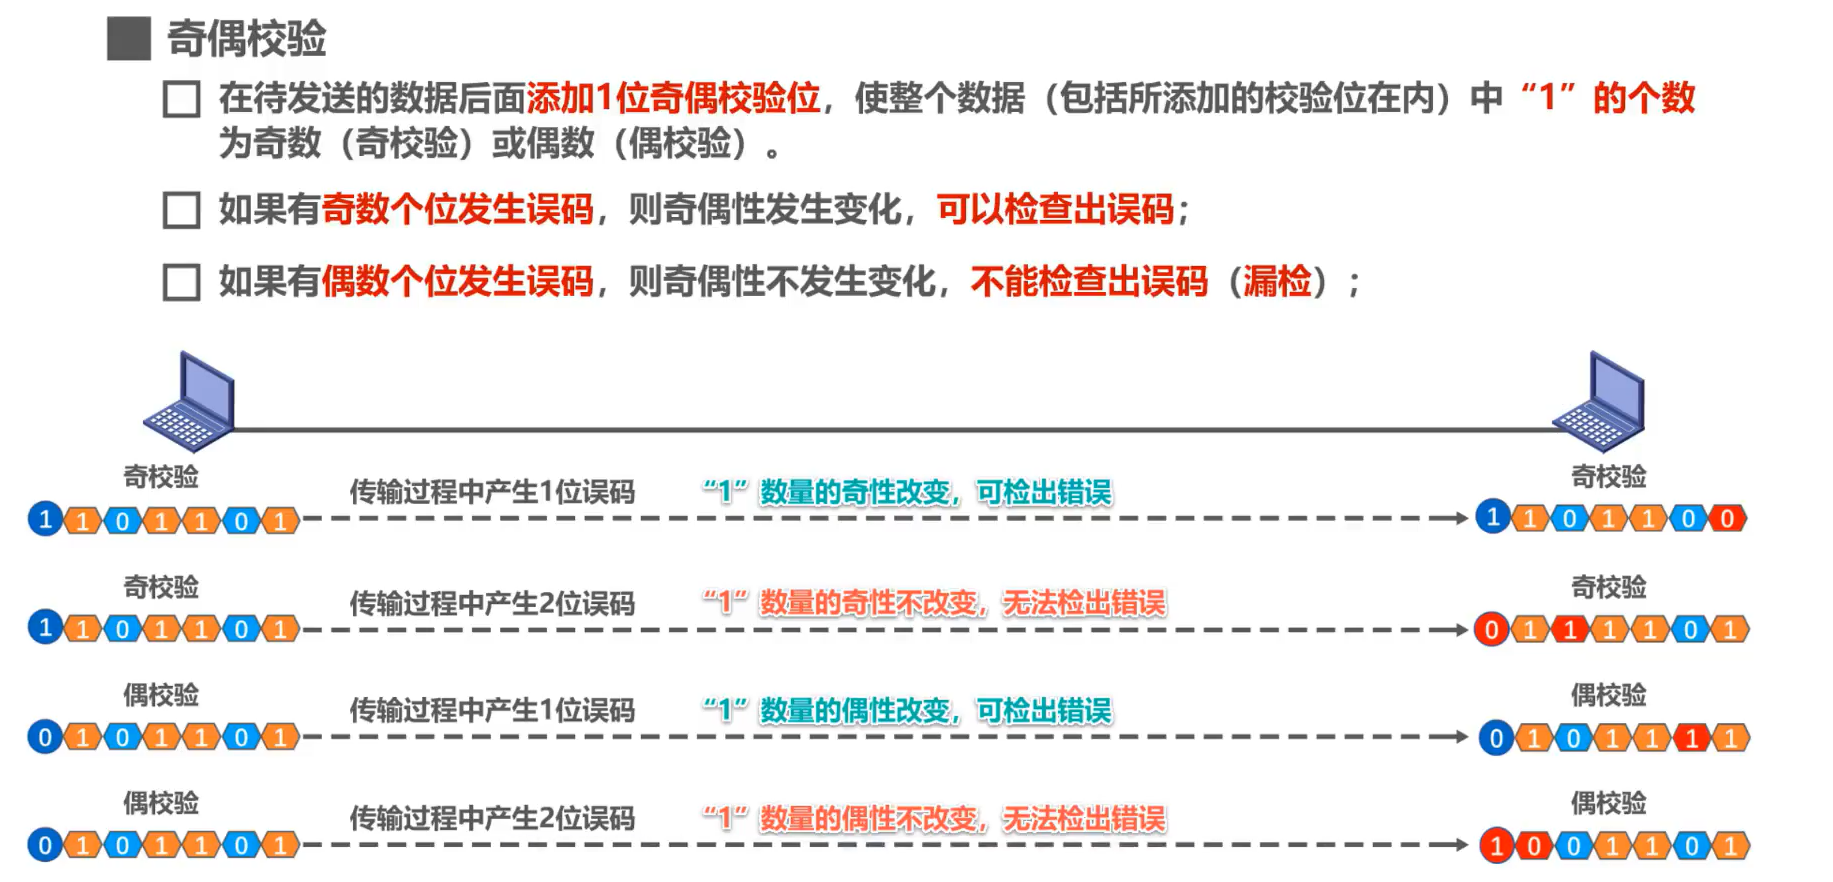 奇偶校验
在待发送的数据后面添加1位奇偶校验位，使整个数据（包括所添加的校验位在内）中“1”的个数
为奇数（奇校验）或偶数（偶校验）。
如果有奇数个位发生误码，则奇偶性发生变化，可以检查出误码；
如果有偶数个位发生误码，则奇偶性不发生变化，不能检查出误码（漏检）；
奇校验 奇校验
传输过程中产生1位误码 “1”数量的奇性改变，可检出错误
1 1 0 1 1 0 1 1 1 0 1 1 0 0
奇校验 奇校验
传输过程中产生2位误码 “1”数量的奇性不改变，无法检出错误
1 1 0 1 1 0 1 0 1 1 1 1 0 1
偶校验 偶校验
传输过程中产生1位误码 “1”数量的偶性改变，可检出错误
0 1 0 1 1 0 1 0 1 0 1 1 1 1
偶校验 偶校验
传输过程中产生2位误码 “1”数量的偶性不改变，无法检出错误
0 1 0 1 1 0 1 1 0 0 1 1 0 1